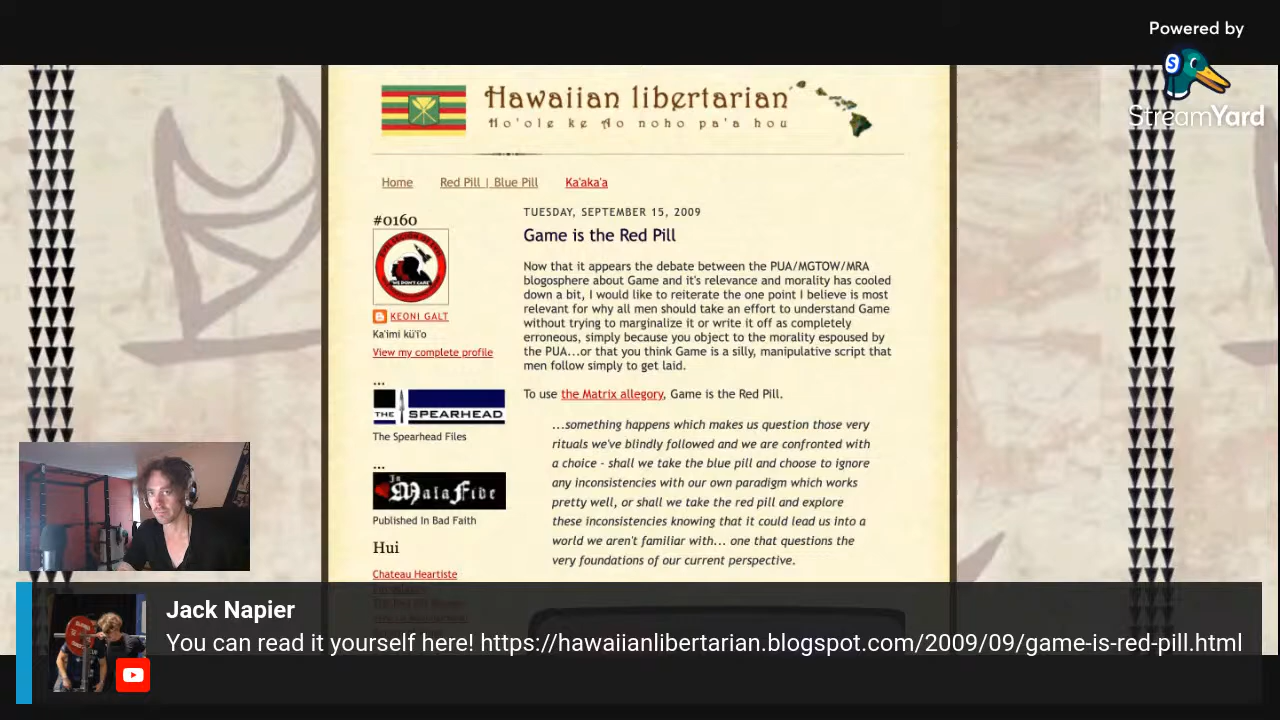 Powered by
StreamYard
Hawaiian libertarian
Ho'ole ke Ao noho pa'a hou
Home
Red Pill | Blue Pill
Ka'aka'a
#0160
WE DON'T CARE
KEONI GALT
Ka'imi kū'i'o
View my complete profile
...
THE SPEARHEAD
The Spearhead Files
...
In Mala Fide
Published In Bad Faith
Hui
Chateau Heartiste
TUESDAY, SEPTEMBER 15, 2009
Game is the Red Pill
Now that it appears the debate between the PUA/MGTOW/MRA
blogosphere about Game and it's relevance and morality has cooled
down a bit, I would like to reiterate the one point I believe is most
relevant for why all men should take an effort to understand Game
without trying to marginalize it or write it off as completely
erroneous, simply because you object to the morality espoused by
the PUA...or that you think Game is a silly, manipulative script that
men follow simply to get laid.
To use the Matrix allegory, Game is the Red Pill.
...something happens which makes us question those very
rituals we've blindly followed and we are confronted with
a choice - shall we take the blue pill and choose to ignore
any inconsistencies with our own paradigm which works
pretty well, or shall we take the red pill and explore
these inconsistencies knowing that it could lead us into a
world we aren't familiar with... one that questions the
very foundations of our current perspective.
Jack Napier
You can read it yourself here! https://hawaiianlibertarian.blogspot.com/2009/09/game-is-red-pill.html